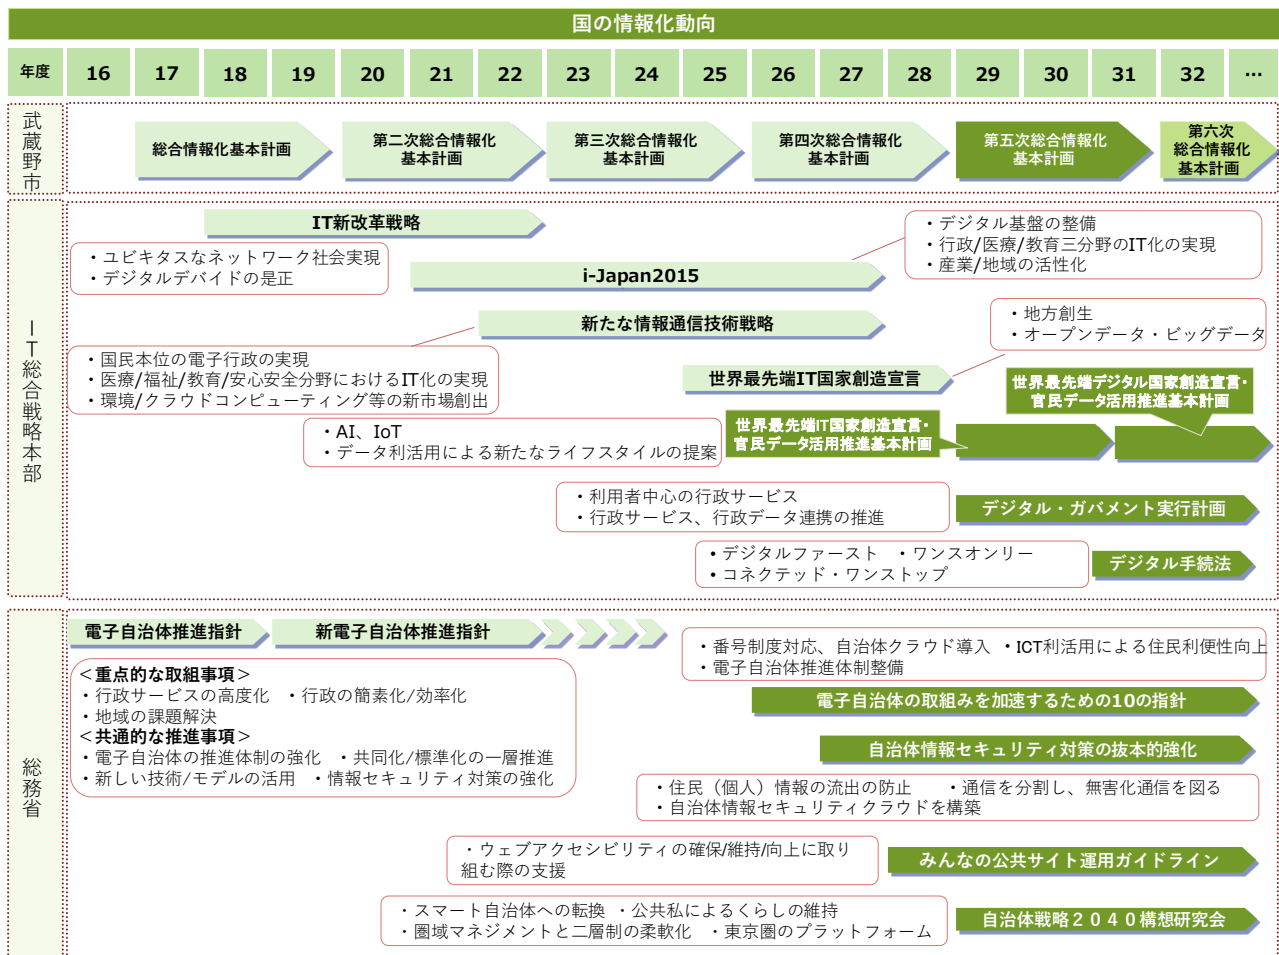 国の情報化動向
年度 16 17 18 19 20 21 22 23 24 25 26 27 28 29 30 31 32 …
武蔵野市
総合情報化基本計画
第二次総合情報化
基本計画
第三次総合情報化
基本計画
第四次総合情報化
基本計画
第五次総合情報化
基本計画
第六次
総合情報化
基本計画
IT総合戦略本部
IT新改革戦略
・ユビキタスなネットワーク社会実現
・デジタルデバイドの是正
・デジタル基盤の整備
・行政/医療/教育三分野のIT化の実現
・産業/地域の活性化
i-Japan2015
新たな情報通信技術戦略
・地方創生
・オープンデータ・ビッグデータ
・国民本位の電子行政の実現
・医療/福祉/教育/安心安全分野におけるIT化の実現
・環境/クラウドコンピューティング等の新市場創出
世界最先端IT国家創造宣言
世界最先端デジタル国家創造宣言・
官民データ活用推進基本計画
世界最先端IT国家創造宣言・
官民データ活用推進基本計画
・AI、IoT
・データ利活用による新たなライフスタイルの提案
・利用者中心の行政サービス
・行政サービス、行政データ連携の推進
デジタル・ガバメント実行計画
・デジタルファースト ・ワンスオンリー
・コネクテッド・ワンストップ
デジタル手続法
総務省
電子自治体推進指針
新電子自治体推進指針
・番号制度対応、自治体クラウド導入 ・ICT利活用による住民利便性向上
・電子自治体推進体制整備
＜重点的な取組事項＞
・行政サービスの高度化 ・行政の簡素化/効率化
・地域の課題解決
＜共通的な推進事項＞
・電子自治体の推進体制の強化 ・共同化/標準化の一層推進
・新しい技術/モデルの活用 ・情報セキュリティ対策の強化
電子自治体の取組みを加速するための10の指針
自治体情報セキュリティ対策の抜本的強化
・住民（個人）情報の流出の防止 ・通信を分割し、無害化通信を図る
・自治体情報セキュリティクラウドを構築
・ウェブアクセシビリティの確保/維持/向上に取り
組む際の支援
みんなの公共サイト運用ガイドライン
・スマート自治体への転換 ・公共私によるくらしの維持
・圏域マネジメントと二層制の柔軟化 ・東京圏のプラットフォーム
自治体戦略２０４０構想研究会